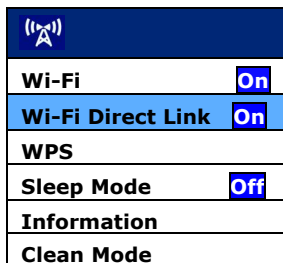 Wi-Fi On
Wi-Fi Direct Link On
WPS
Sleep Mode Off
Information
Clean Mode